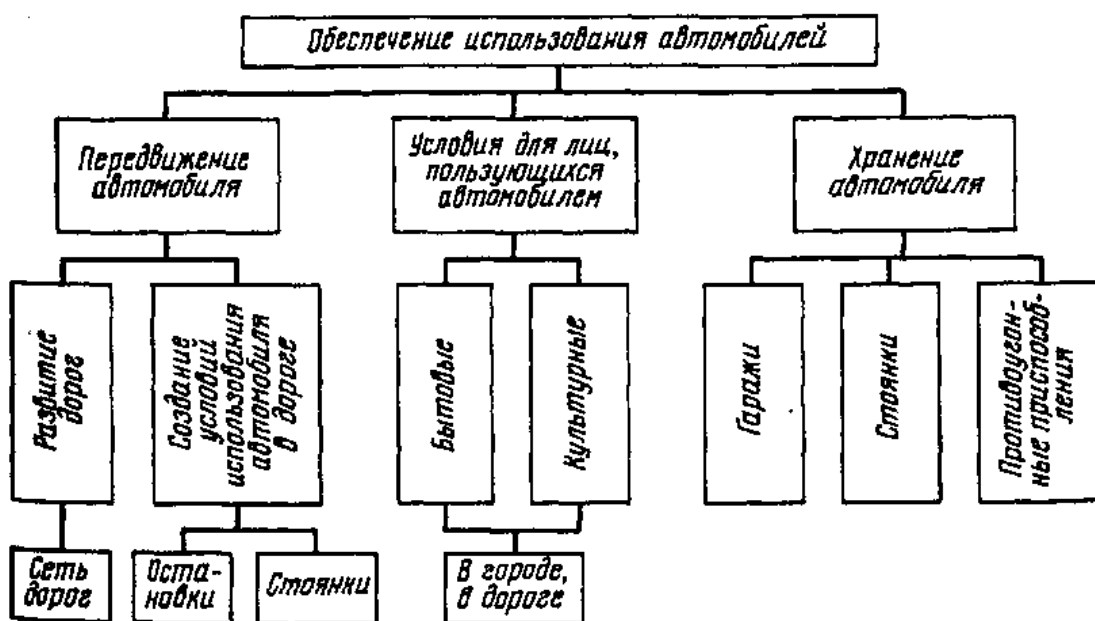 Обеспечение использования автомобилей
Передвижение
автомобиля
Условия для лиц,
пользующихся
автомобилем
Хранение
автомобиля
Развитие
дорог
Создание
условий
использования
автомобиля
в дороге
Бытовые
Культурные
Гаражи
Стоянки
Противоугон-
ные приспособ-
ления
Сеть
дорог
Оста-
новки
Стоянки
В городе,
в дороге